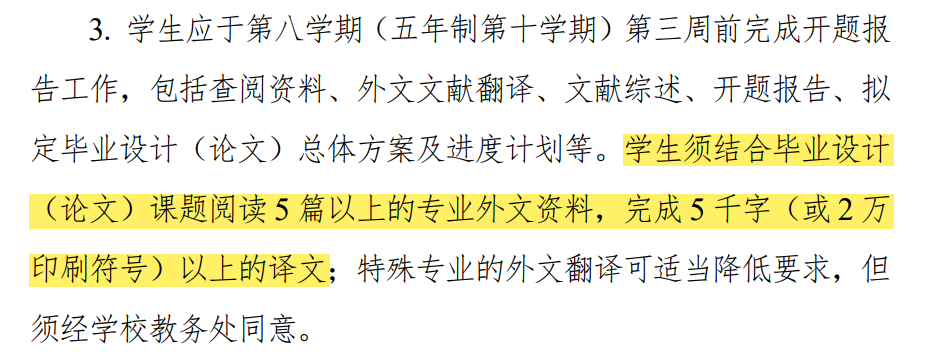 3. 学生应于第八学期（五年制第十学期）第三周前完成开题报
告工作，包括查阅资料、外文文献翻译、文献综述、开题报告、拟
定毕业设计（论文）总体方案及进度计划等。学生须结合毕业设计
（论文）课题阅读 5 篇以上的专业外文资料，完成 5 千字（或 2 万
印刷符号）以上的译文；特殊专业的外文翻译可适当降低要求，但
须经学校教务处同意。